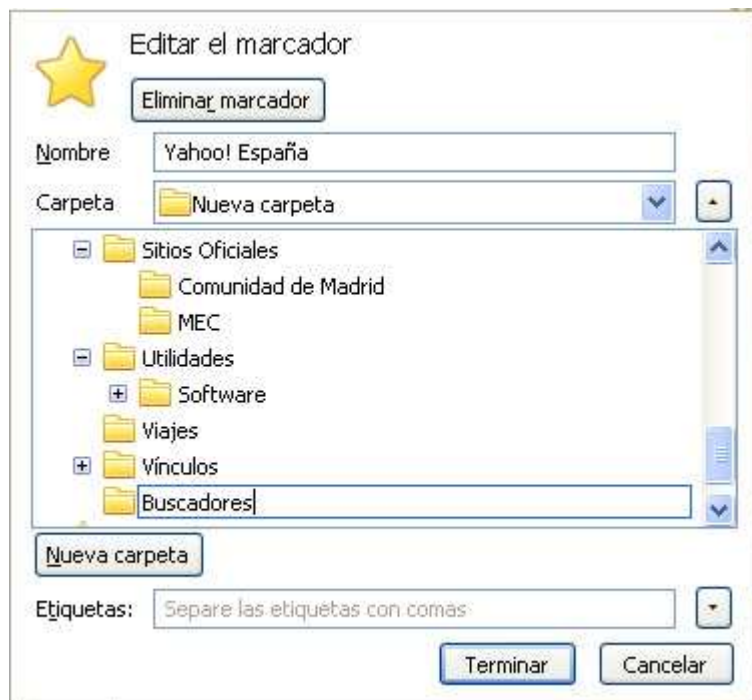 Editar el marcador
Eliminar marcador
Nombre Yahoo! España
Carpeta Nueva carpeta
Sitios Oficiales
Comunidad de Madrid
MEC
Utilidades
Software
Viajes
Vínculos
Buscadores
Nueva carpeta
Etiquetas: Separe las etiquetas con comas
Terminar Cancelar